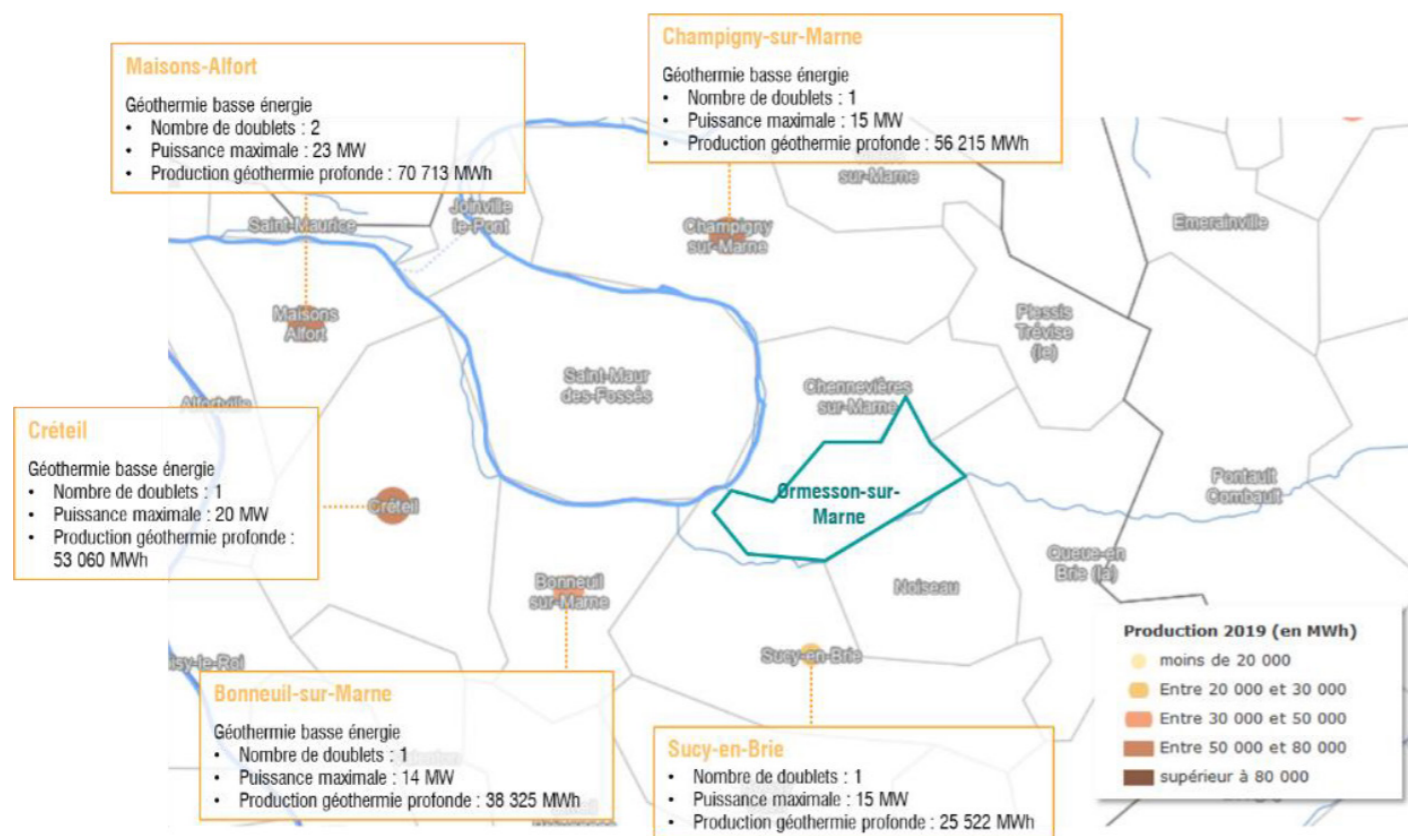 Maisons-Alfort
Géothermie basse énergie
• Nombre de doublets : 2
• Puissance maximale : 23 MW
• Production géothermie profonde : 70 713 MWh
Champigny-sur-Marne
Géothermie basse énergie
• Nombre de doublets : 1
• Puissance maximale : 15 MW
• Production géothermie profonde : 56 215 MWh
sur-Marne
Saint-Maurice
Joinville
le-Pont
Champigny
sur-Marne
Emerainville
Maisons
Alfort
Plessis
Trévise
(le)
Saint-Maur
des-Fossés
Chennevières
sur-Marne
Alfortville
Créteil
Géothermie basse énergie
• Nombre de doublets : 1
• Puissance maximale : 20 MW
• Production géothermie profonde :
53 060 MWh
Créteil
Ormesson-sur-
Marne
Pontault
Combault
Queue-en
Brie (la)
Bonneuil
sur-Marne
Noiseau
Sucy-en-Brie
isy-le-Roi
Bonneuil-sur-Marne
Géothermie basse énergie
• Nombre de doublets : 1
• Puissance maximale : 14 MW
• Production géothermie profonde : 38 325 MWh
Sucy-en-Brie
• Nombre de doublets : 1
• Puissance maximale : 15 MW
• Production géothermie profonde : 25 522 MWh
Production 2019 (en MWh)
moins de 20 000
Entre 20 000 et 30 000
Entre 30 000 et 50 000
Entre 50 000 et 80 000
supérieur à 80 000